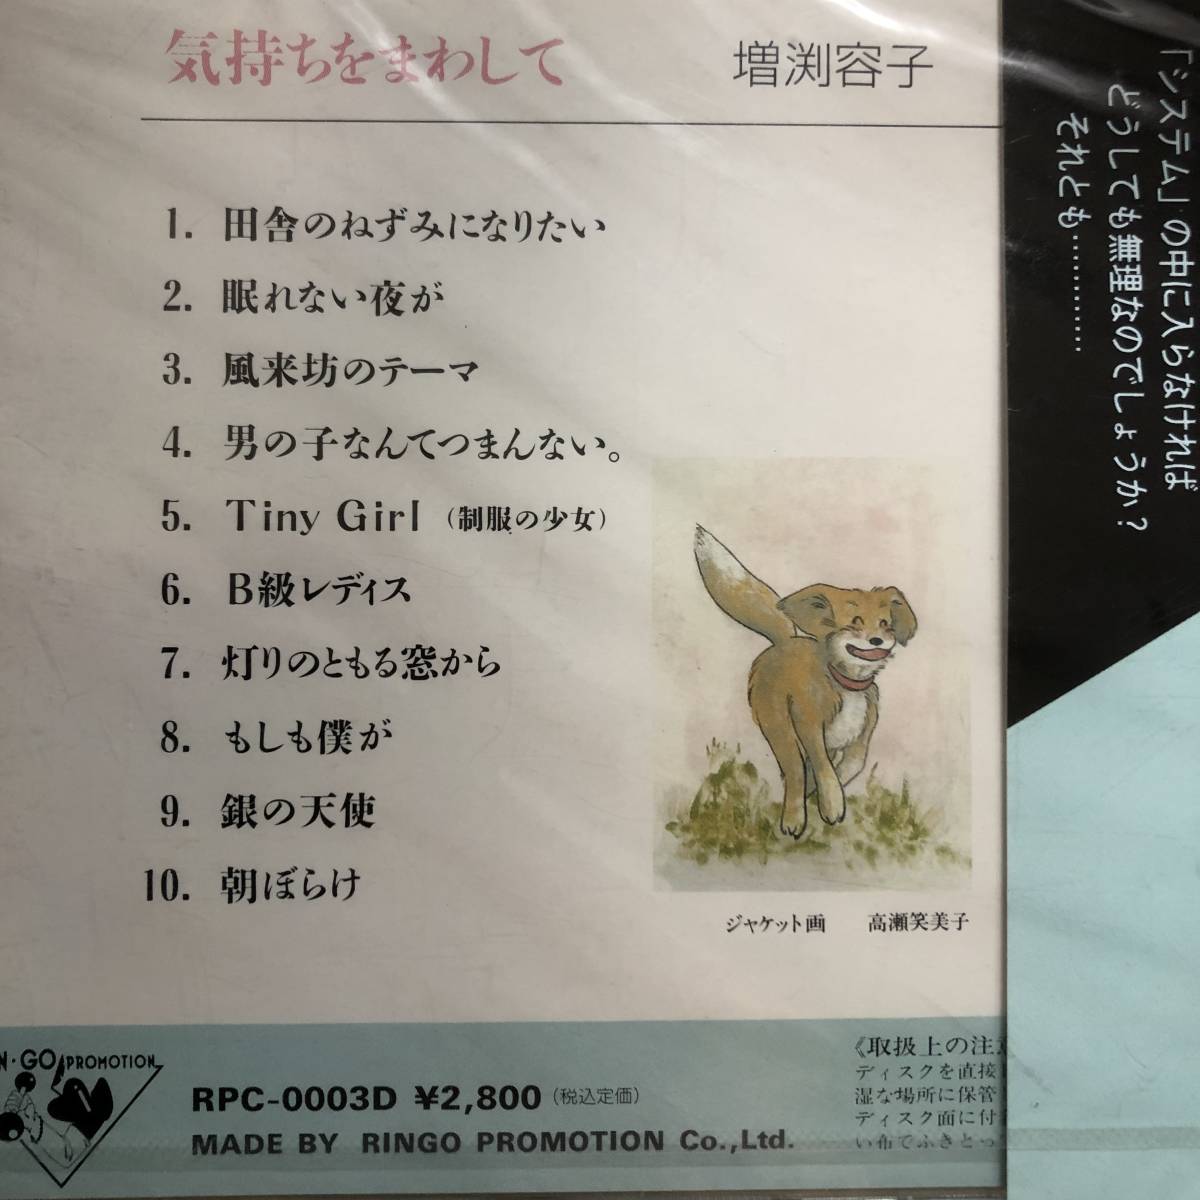 気持ちをまわして 増渕容子
1. 田舎のねずみになりたい
2. 眠れない夜が
3. 風来坊のテーマ
4. 男の子なんてつまんない。
5. Tiny Girl (制服の少女)
6. B級レディス
7. 灯りのともる窓から
8. もしも僕が
9. 銀の天使
10. 朝ぼらけ
ジャケット画 高瀬笑美子
N・GO PROMOTION
RPC-0003D ¥2,800 (税込定価)
MADE BY RINGO PROMOTION Co.,Ltd.
《取扱上の注意
ディスクを直接
湿な場所に保管
ディスク面に付
い布でふきとっ
「システム」の中に入らなければ
どうしても無理なのでしょうか?
それとも…………